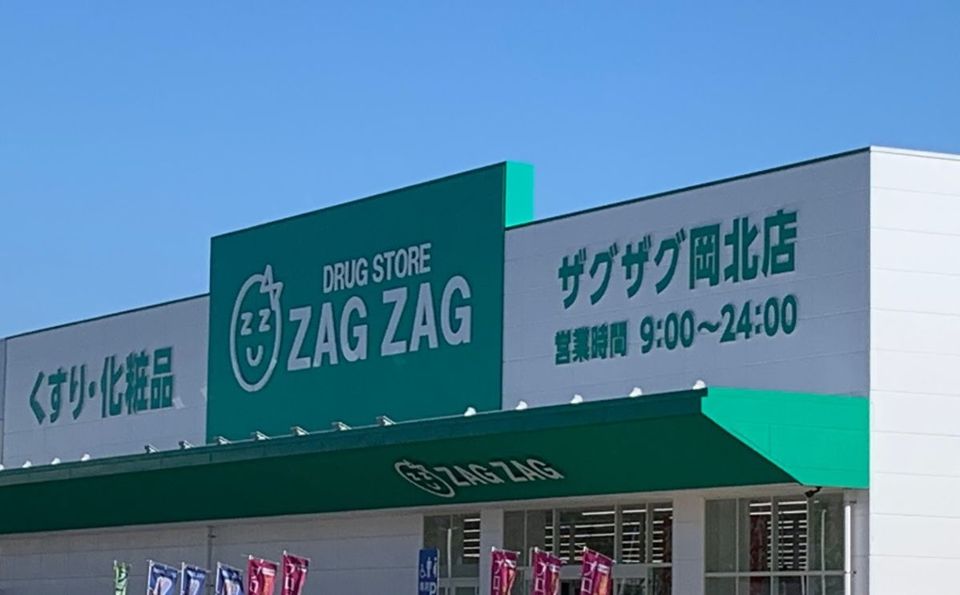 くすり・化粧品
DRUG STORE
ZAG ZAG
ザグザグ岡北店
営業時間 9:00～24:00
ZAG ZAG